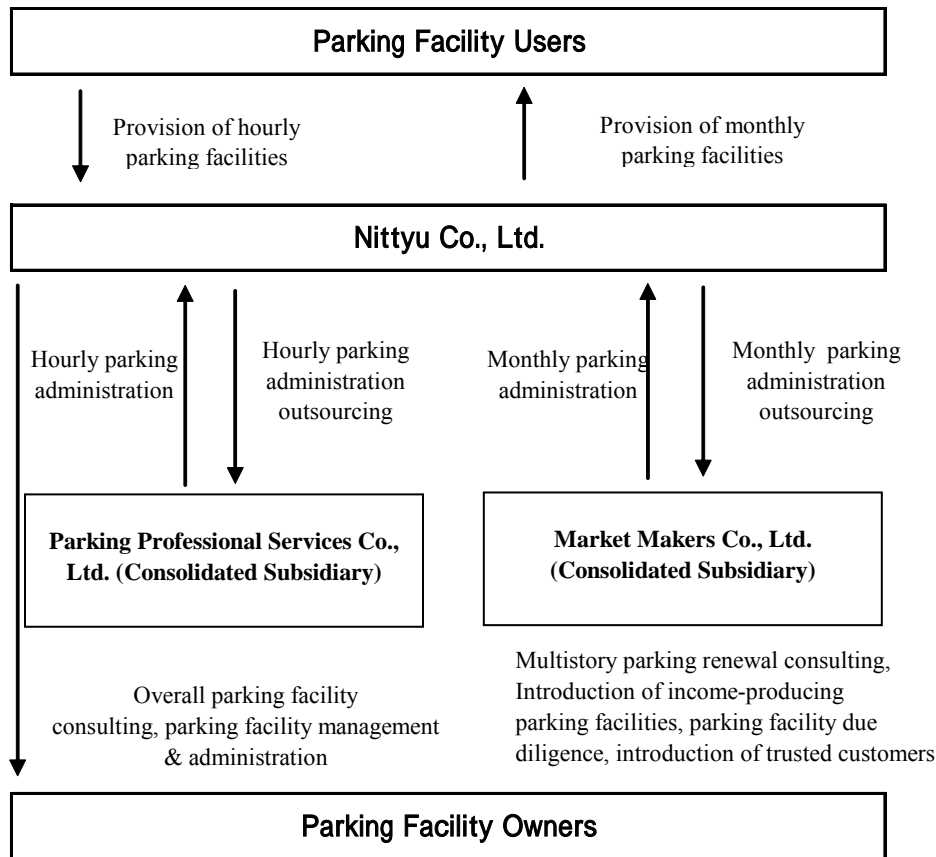 Parking Facility Users
Provision of hourly
parking facilities
Provision of monthly
parking facilities
Nittyu Co., Ltd.
Hourly parking
administration
Hourly parking
administration
outsourcing
Monthly parking
administration
Monthly parking
administration
outsourcing
Parking Professional Services Co.,
Ltd. (Consolidated Subsidiary)
Market Makers Co., Ltd.
(Consolidated Subsidiary)
Overall parking facility
consulting, parking facility management
& administration
Multistory parking renewal consulting,
Introduction of income-producing
parking facilities, parking facility due
diligence, introduction of trusted customers
Parking Facility Owners